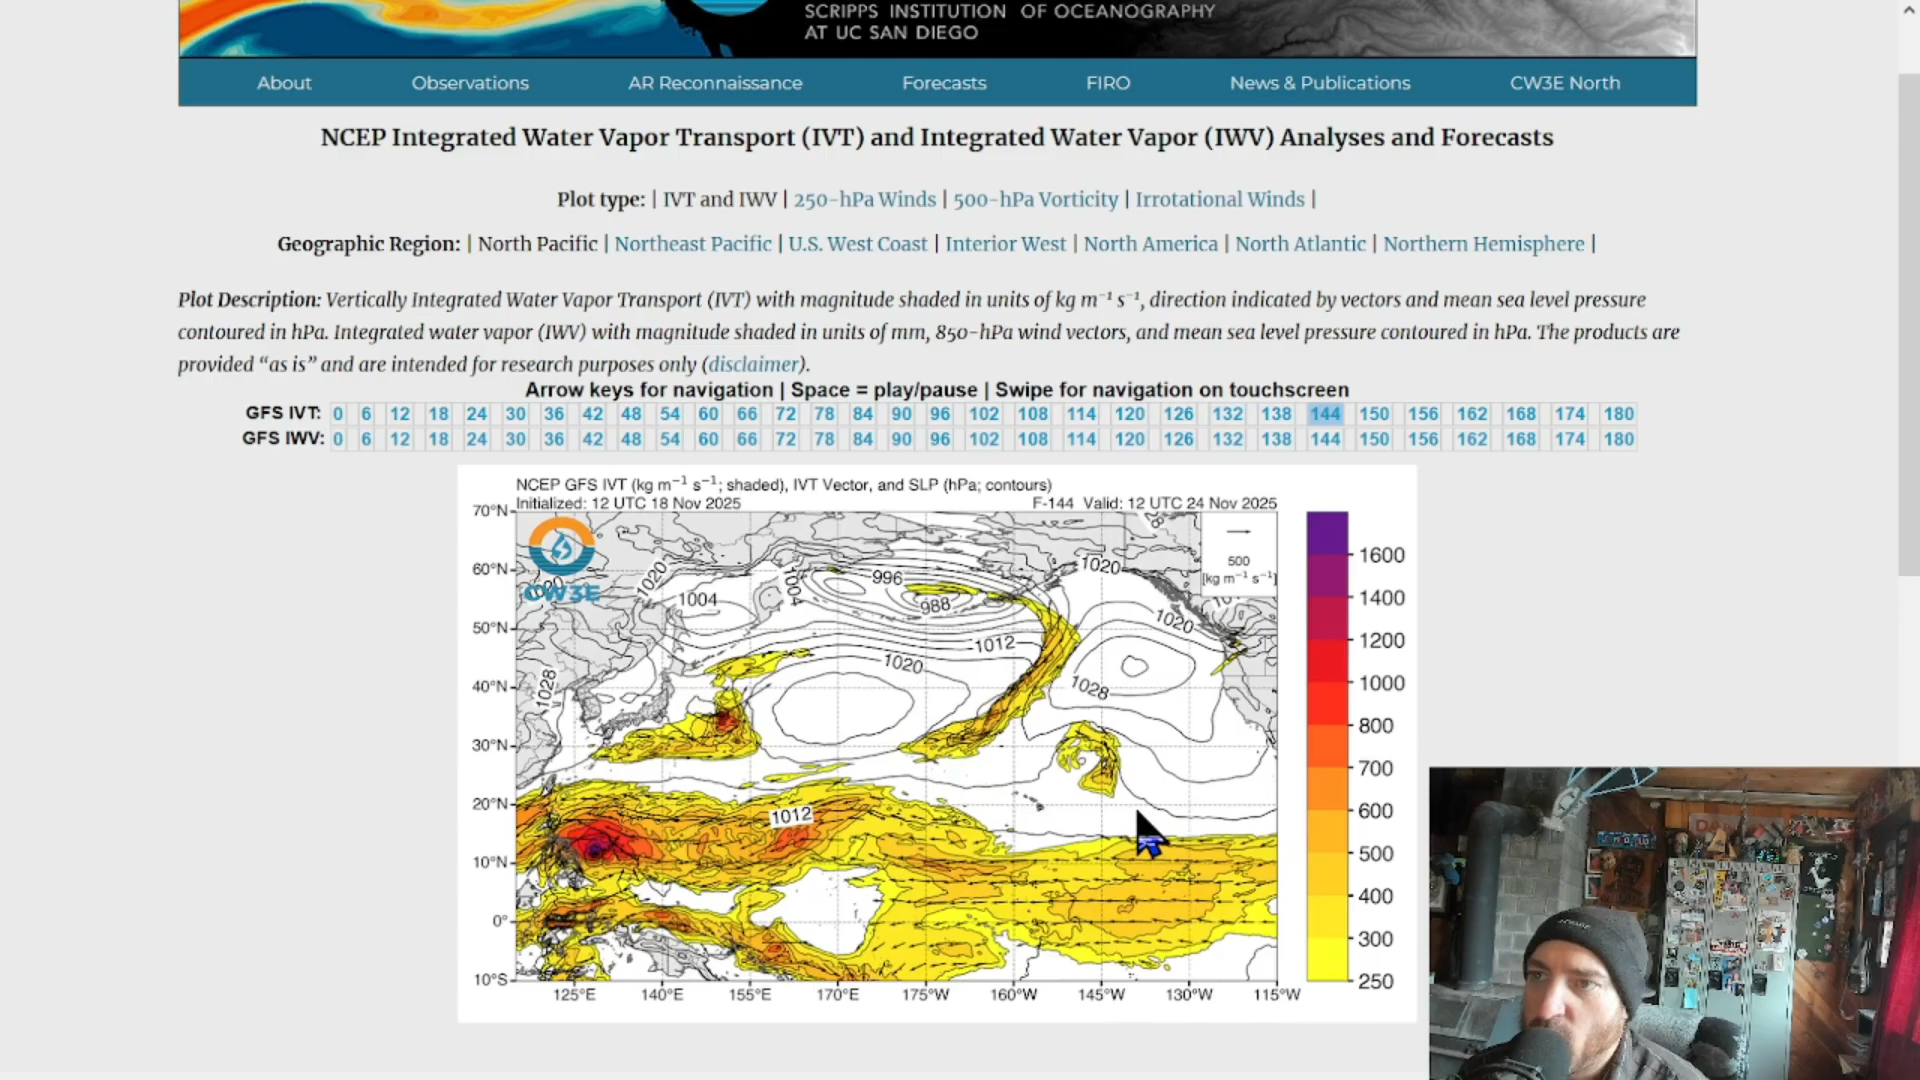 SCRIPPS INSTITUTION OF OCEANOGRAPHY
AT UC SAN DIEGO
About Observations AR Reconnaissance Forecasts FIRO News & Publications CW3E North
NCEP Integrated Water Vapor Transport (IVT) and Integrated Water Vapor (IWV) Analyses and Forecasts
Plot type: | IVT and IWV | 250-hPa Winds | 500-hPa Vorticity | Irrotational Winds |
Geographic Region: | North Pacific | Northeast Pacific | U.S. West Coast | Interior West | North America | North Atlantic | Northern Hemisphere |
Plot Description: Vertically Integrated Water Vapor Transport (IVT) with magnitude shaded in units of kg m⁻¹ s⁻¹, direction indicated by vectors and mean sea level pressure
contoured in hPa. Integrated water vapor (IWV) with magnitude shaded in units of mm, 850-hPa wind vectors, and mean sea level pressure contoured in hPa. The products are
provided “as is” and are intended for research purposes only (disclaimer).
Arrow keys for navigation | Space = play/pause | Swipe for navigation on touchscreen
GFS IVT: 0 6 12 18 24 30 36 42 48 54 60 66 72 78 84 90 96 102 108 114 120 126 132 138 144 150 156 162 168 174 180
GFS IWV: 0 6 12 18 24 30 36 42 48 54 60 66 72 78 84 90 96 102 108 114 120 126 132 138 144 150 156 162 168 174 180
NCEP GFS IVT (kg m⁻¹ s⁻¹; shaded), IVT Vector, and SLP (hPa; contours)
Initialized: 12 UTC 18 Nov 2025 F-144 Valid: 12 UTC 24 Nov 2025
70°N
500
[kg m⁻¹ s⁻¹]
1600
60°N
1020
1004
996
1020
CW3E
1004
988
1400
1020
50°N
1012
1200
1020
1028
1028
40°N
1000
800
30°N
700
20°N
1012
600
10°N
500
400
0°
300
10°S
250
125°E 140°E 155°E 170°E 175°W 160°W 145°W 130°W 115°W